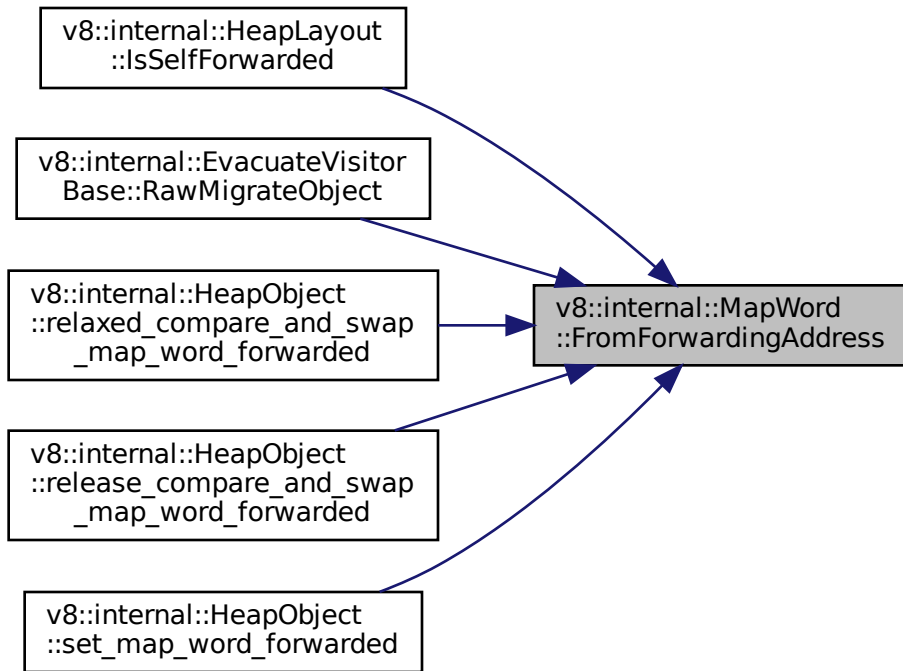 v8::internal::HeapLayout
::IsSelfForwarded
v8::internal::EvacuateVisitor
Base::RawMigrateObject
v8::internal::HeapObject
::relaxed_compare_and_swap
_map_word_forwarded
v8::internal::MapWord
::FromForwardingAddress
v8::internal::HeapObject
::release_compare_and_swap
_map_word_forwarded
v8::internal::HeapObject
::set_map_word_forwarded